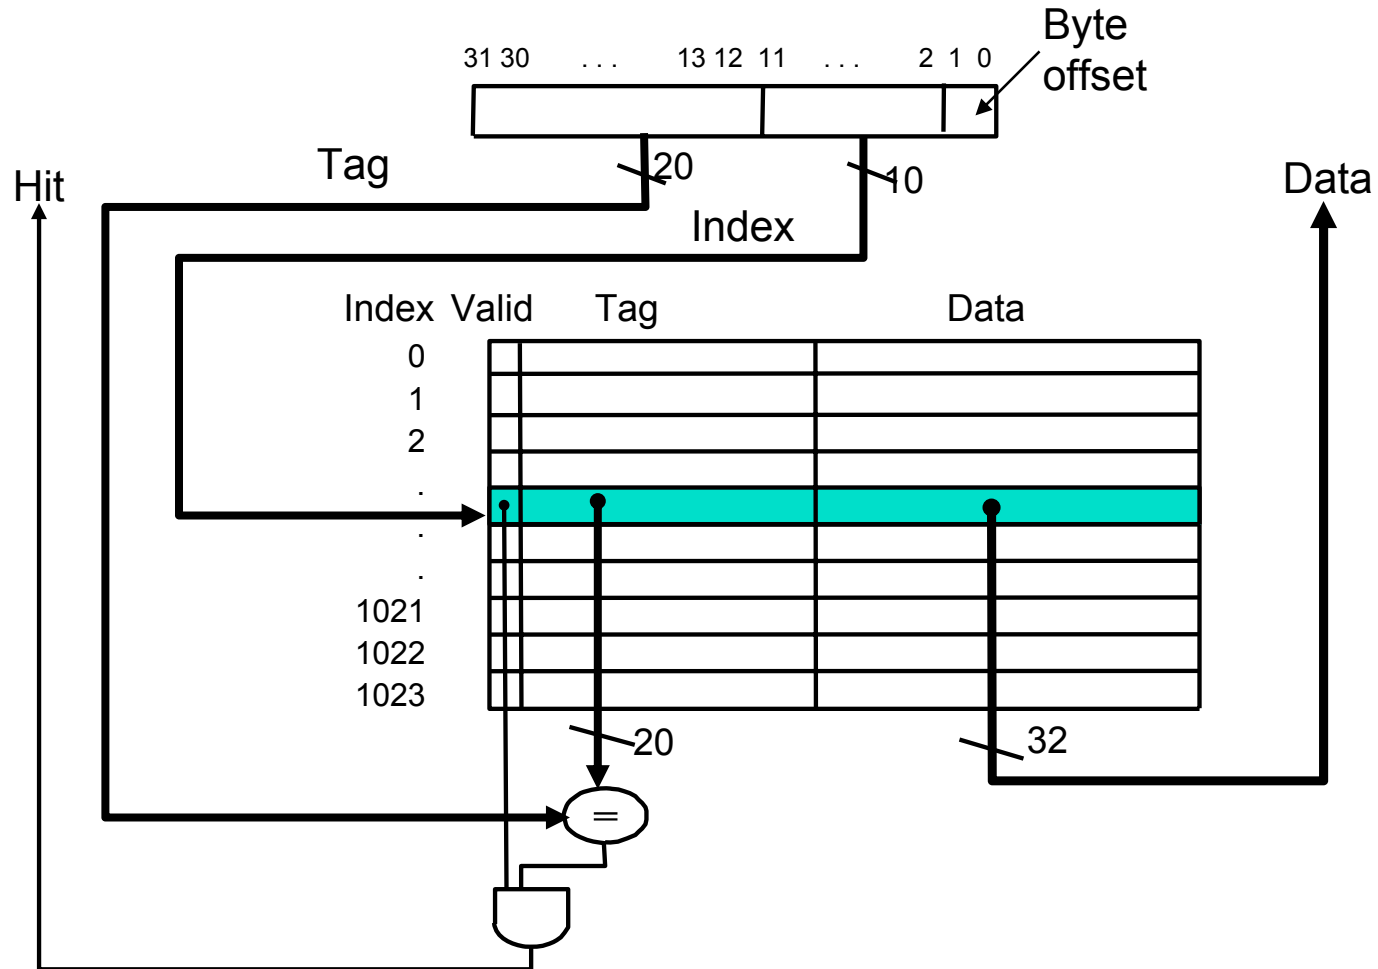 Byte
offset
31 30 . . . 13 12 11 . . . 2 1 0
20
10
Tag
Hit
Data
Index
Index Valid Tag Data
0
1
2
.
.
.
1021
1022
1023
20
32
=